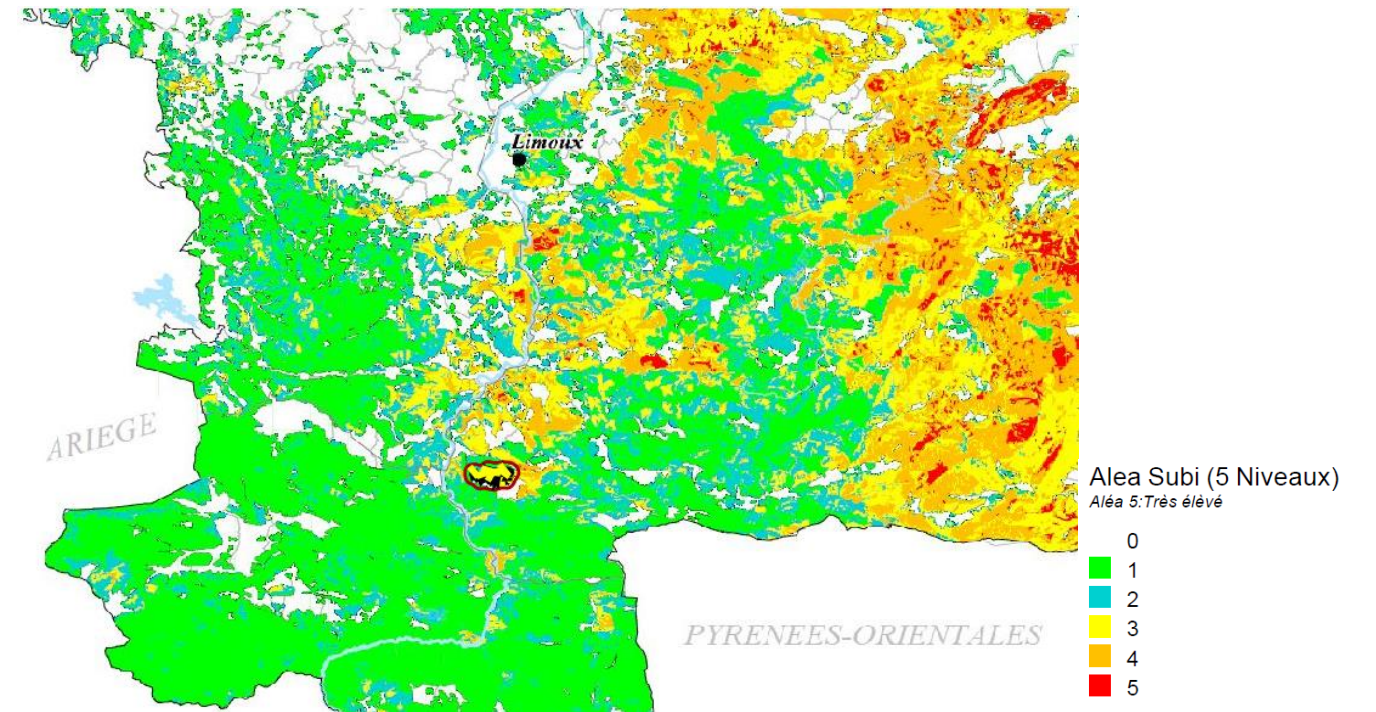 Limoux
ARIEGE
PYRENEES-ORIENTALES
Alea Subi (5 Niveaux)
Aléa 5:Très élèvé
0
1
2
3
4
5